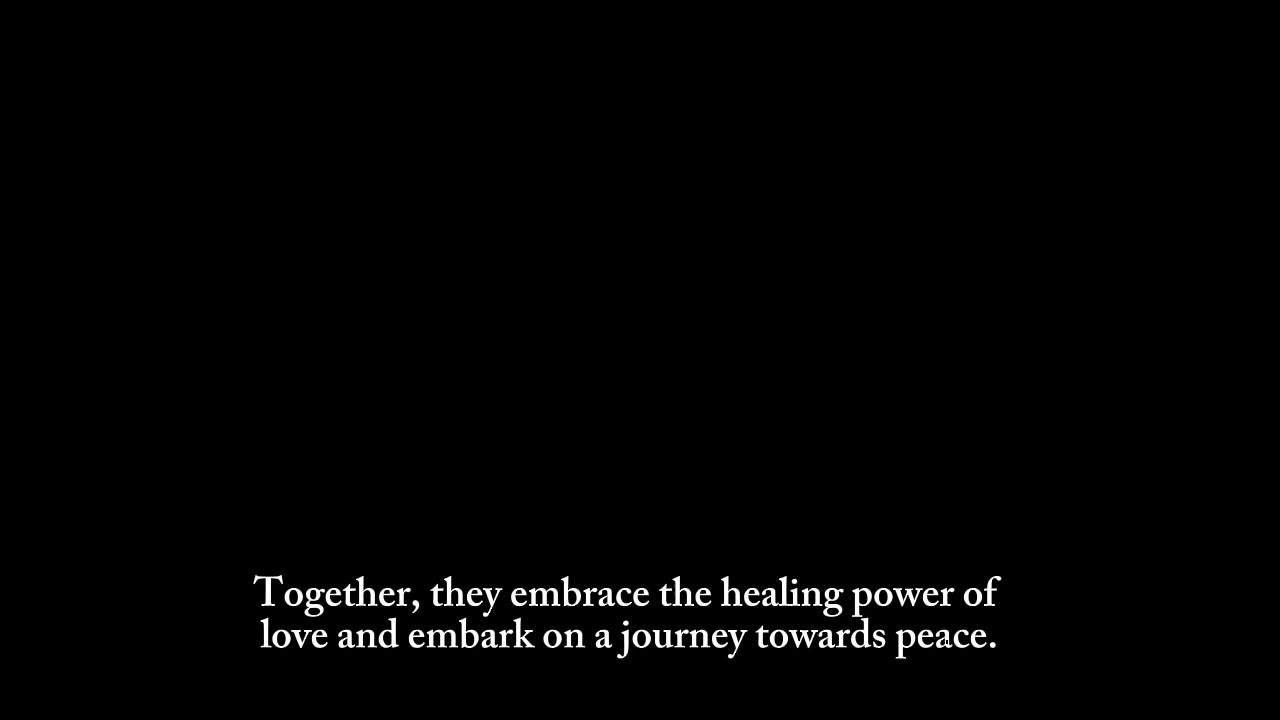 Together, they embrace the healing power of
love and embark on a journey towards peace.